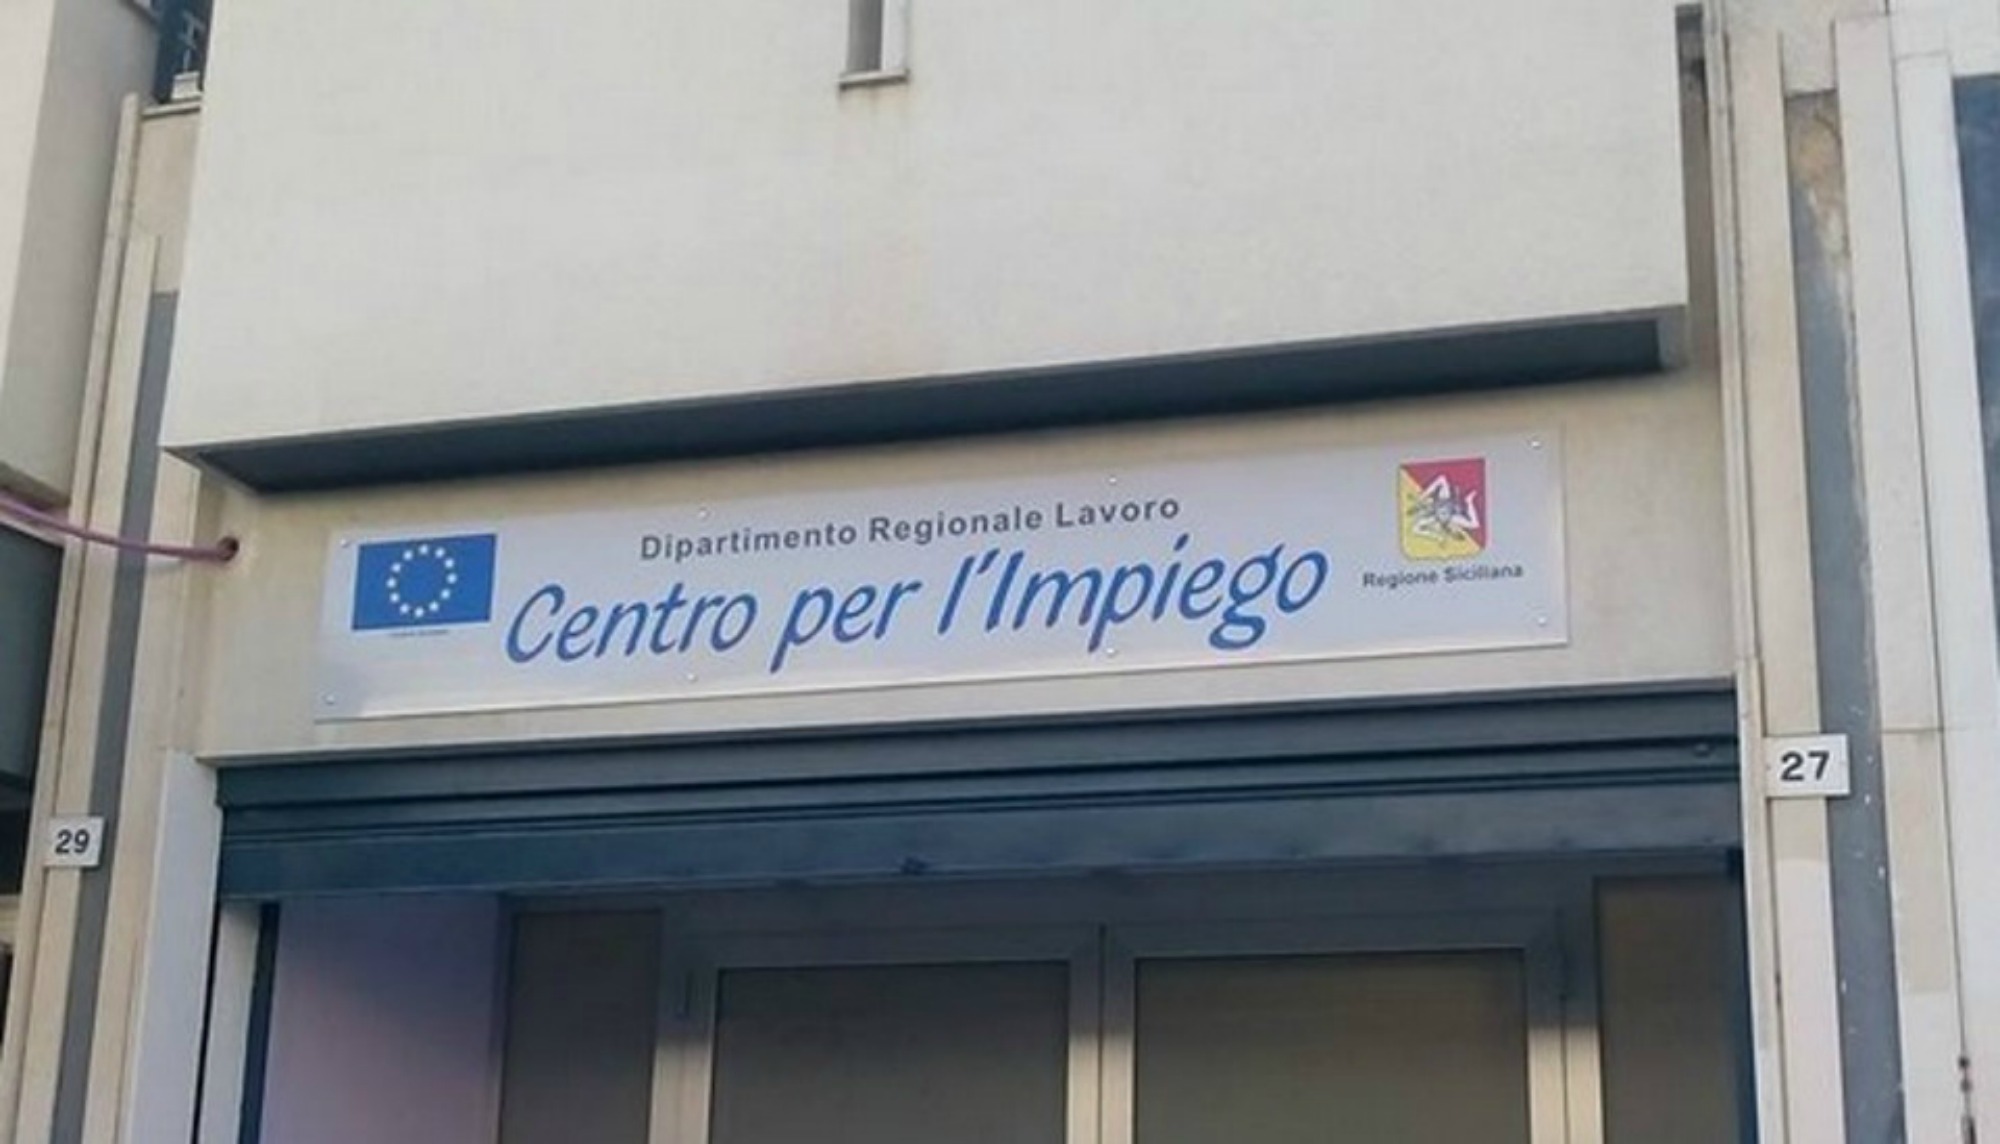 Dipartimento Regionale Lavoro
Centro per l'Impiego
Regione Siciliana
29
27